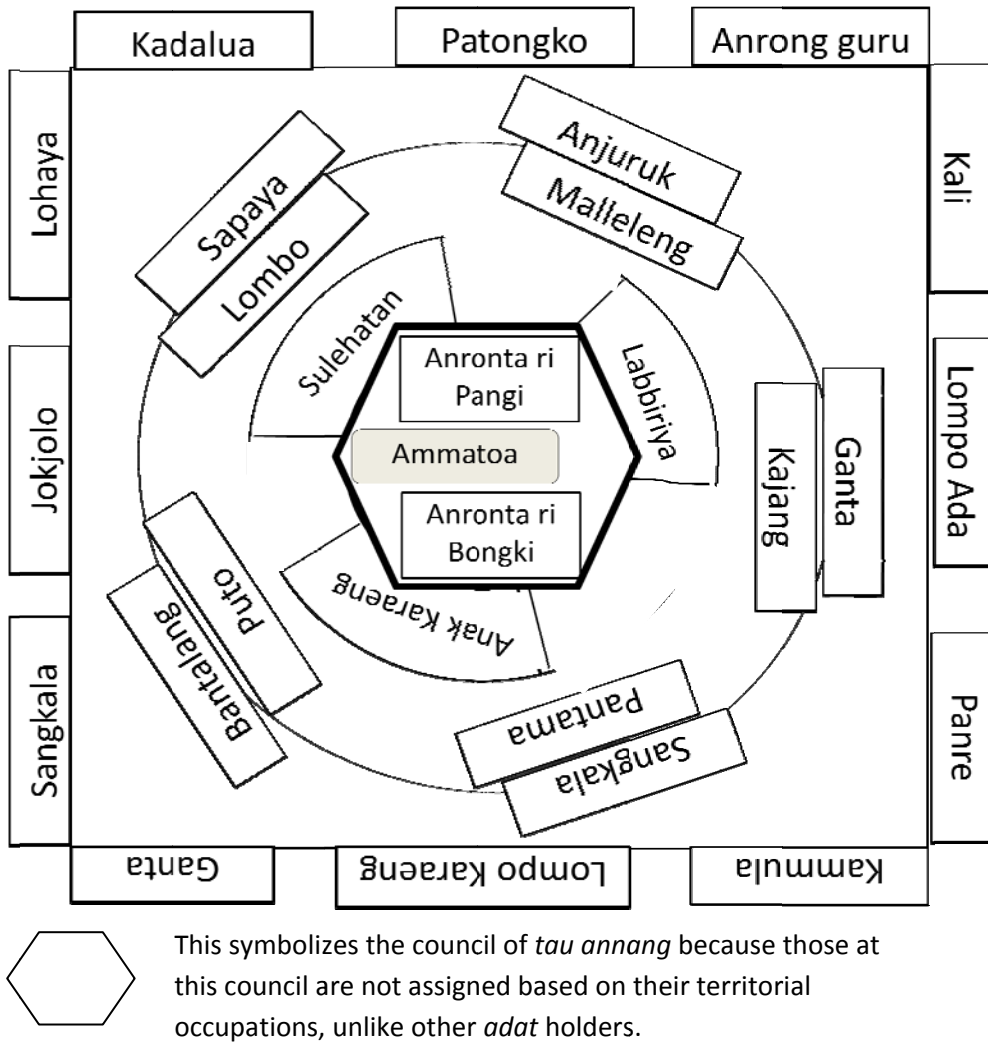 Kadalua
Patongko
Anrong guru
Lohaya
Kali
Sapaya
Lombo
Anjuruk
Malleleng
Sulehatan
Labbiriya
Anronta ri
Pangi
Ammatoa
Anronta ri
Bongki
Jokjolo
Lompo Ada
Kajang
Ganta
Puto
Bantalang
Anak Karaeng
Pantama
Sangkala
Sangkala
Panre
Ganta
Lompo Karaeng
Kammula
This symbolizes the council of tau annang because those at
this council are not assigned based on their territorial
occupations, unlike other adat holders.